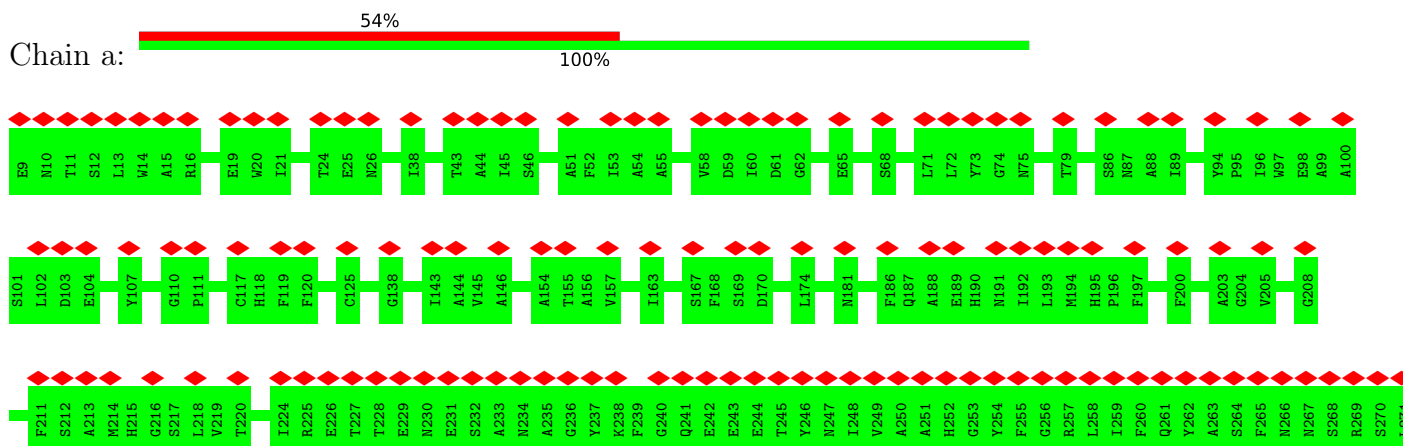 54%
Chain a:
100%
E9 N10 T11 S12 L13 W14 A15 R16 E19 W20 I21 T24 E25 N26 I38 T43 A44 I45 S46 A51 F52 I53 A54 A55 V58 D59 I60 D61 G62 E65 S68 L71 L72 Y73 G74 N75 T79 S86 N87 A88 I89 Y94 P95 I96 W97 E98 A99 A100
S101 L102 D103 E104 Y107 G110 P111 C117 H118 F119 F120 C125 G138 I143 A144 V145 A146 A154 T155 A156 V157 I163 S167 F168 S169 D170 L174 N181 F186 Q187 A188 E189 H190 N191 I192 L193 M194 H195 P196 F197 F200 A203 G204 V205 G208
F211 S212 A213 M214 H215 G216 S217 L218 V219 T220 I224 R225 E226 T227 T228 E229 N230 E231 S232 A233 N234 A235 G236 Y237 K238 F239 G240 Q241 E242 E243 E244 T245 Y246 N247 I248 V249 A250 A251 H252 G253 Y254 F255 G256 R257 L258 I259 F260 Q261 Y262 A263 S264 F265 N266 N267 S268 R269 S270